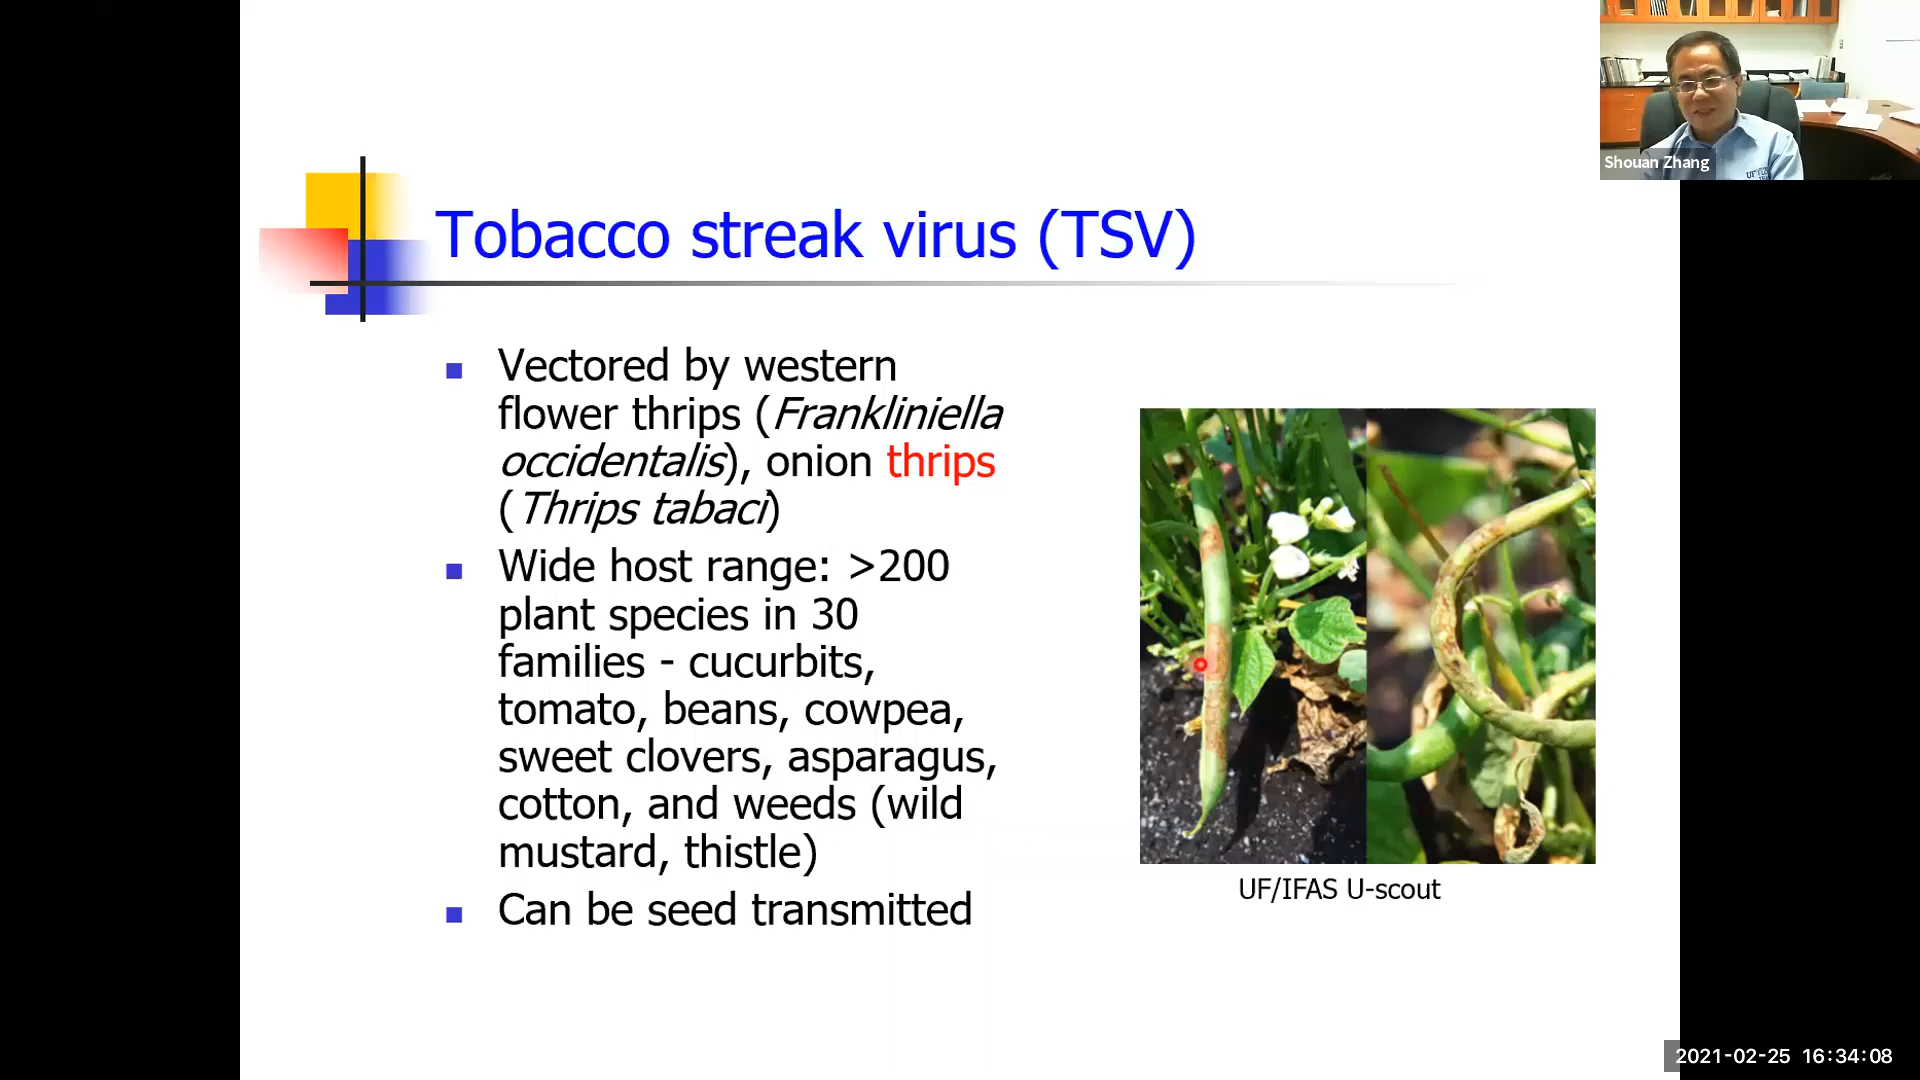 Shouan Zhang
Tobacco streak virus (TSV)
Vectored by western
flower thrips (Frankliniella
occidentalis), onion thrips
(Thrips tabaci)
Wide host range: >200
plant species in 30
families - cucurbits,
tomato, beans, cowpea,
sweet clovers, asparagus,
cotton, and weeds (wild
mustard, thistle)
Can be seed transmitted
UF/IFAS U-scout
2021-02-25 16:34:08